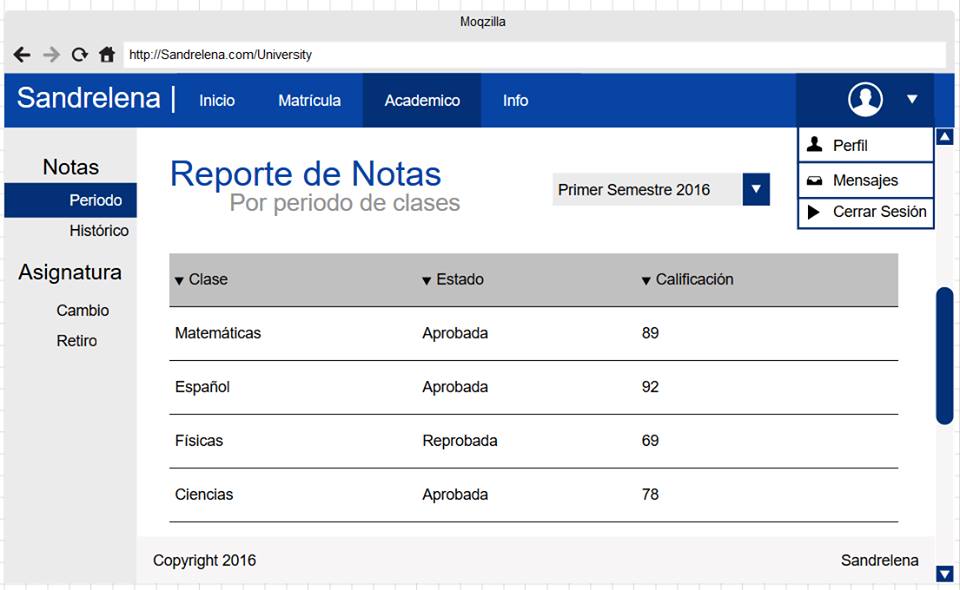 Moqzilla
http://Sandrelena.com/University
Sandrelena | Inicio Matrícula Academico Info
Perfil
Mensajes
Cerrar Sesión
Notas
Periodo
Histórico
Asignatura
Cambio
Retiro
Reporte de Notas
Por periodo de clases
Primer Semestre 2016
Clase Estado Calificación
Matemáticas Aprobada 89
Español Aprobada 92
Físicas Reprobada 69
Ciencias Aprobada 78
Copyright 2016 Sandrelena